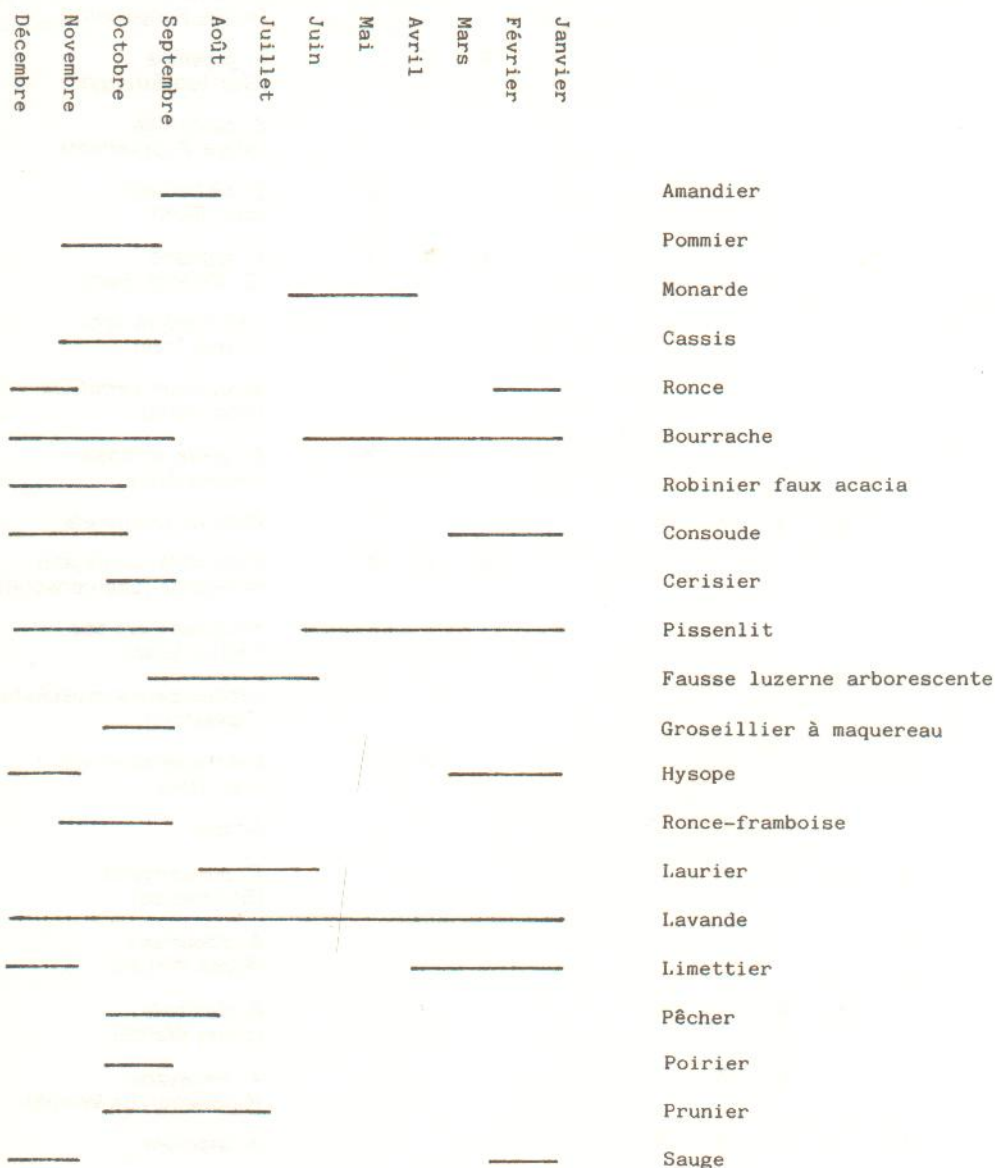 Décembre
Novembre
Octobre
Septembre
Août
Juillet
Juin
Mai
Avril
Mars
Février
Janvier
Amandier
Pommier
Monarde
Cassis
Ronce
Bourrache
Robinier faux acacia
Consoude
Cerisier
Pissenlit
Fausse luzerne arborescente
Groseillier à maquereau
Hysope
Ronce-framboise
Laurier
Lavande
Limettier
Pêcher
Poirier
Prunier
Sauge